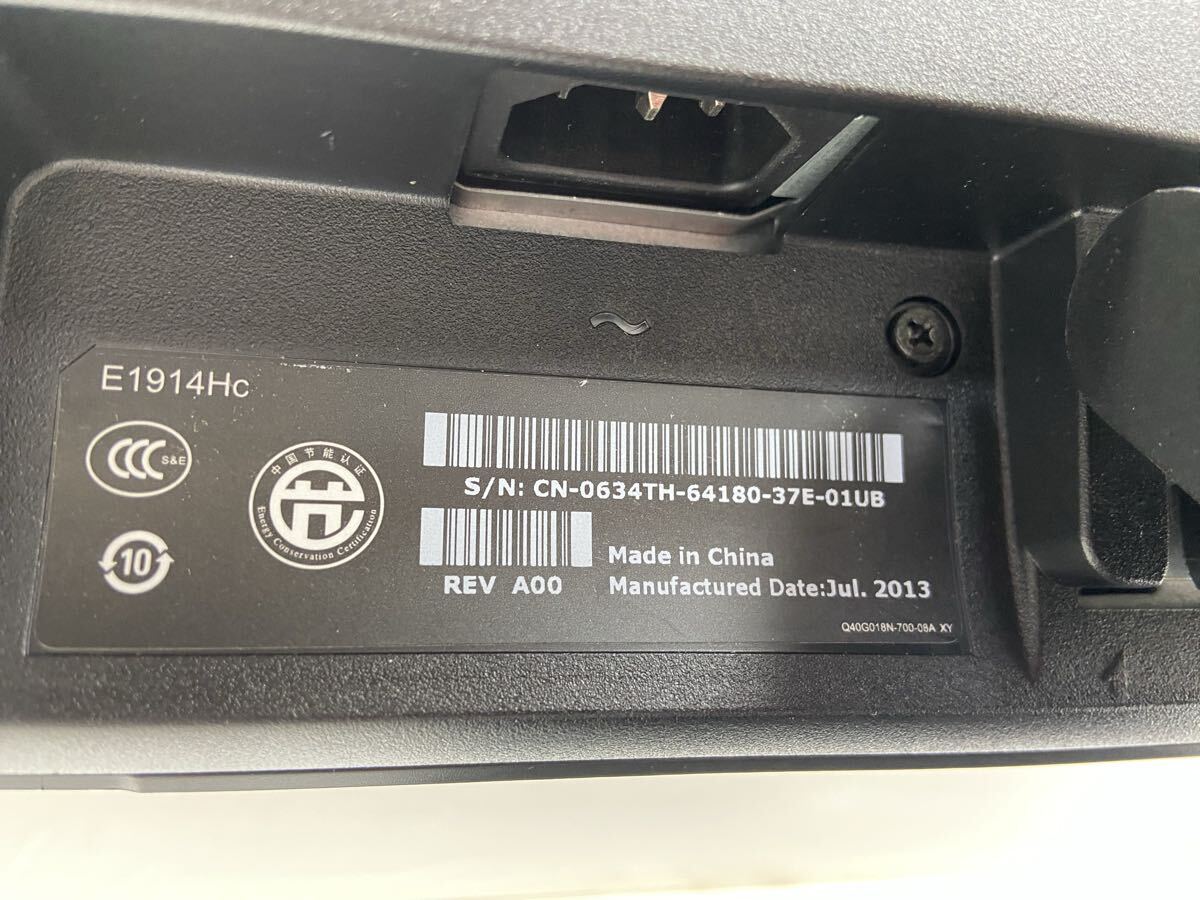 E1914Hc
CCC S&E
中国节能认证
Energy Conservation Certification
10
S/N: CN-0634TH-64180-37E-01UB
REV A00
Made in China
Manufactured Date:Jul. 2013
Q40G018N-700-08A XY